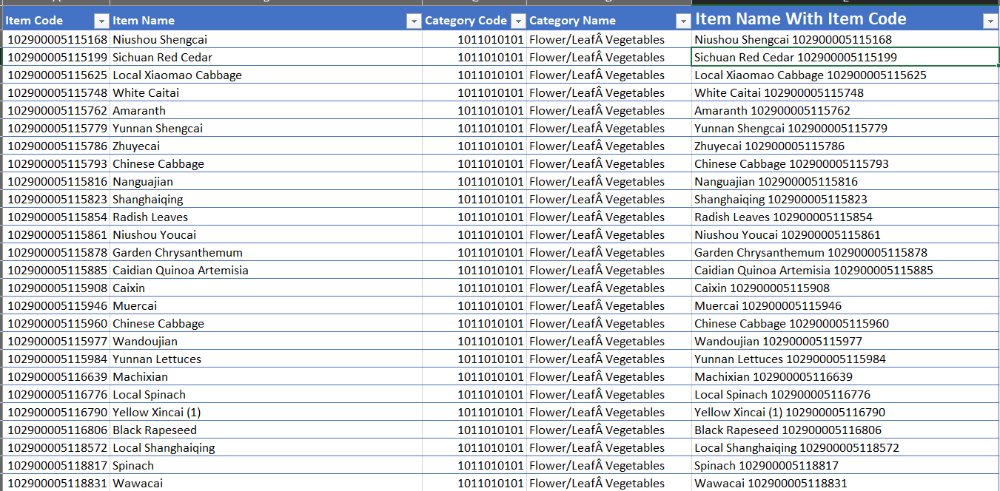 Item Code Item Name Category Code Category Name Item Name With Item Code
102900005115168 Niushou Shengcai 1011010101 Flower/LeafÂ Vegetables Niushou Shengcai 102900005115168
102900005115199 Sichuan Red Cedar 1011010101 Flower/LeafÂ Vegetables Sichuan Red Cedar 102900005115199
102900005115625 Local Xiaomao Cabbage 1011010101 Flower/LeafÂ Vegetables Local Xiaomao Cabbage 102900005115625
102900005115748 White Caitai 1011010101 Flower/LeafÂ Vegetables White Caitai 102900005115748
102900005115762 Amaranth 1011010101 Flower/LeafÂ Vegetables Amaranth 102900005115762
102900005115779 Yunnan Shengcai 1011010101 Flower/LeafÂ Vegetables Yunnan Shengcai 102900005115779
102900005115786 Zhuyecai 1011010101 Flower/LeafÂ Vegetables Zhuyecai 102900005115786
102900005115793 Chinese Cabbage 1011010101 Flower/LeafÂ Vegetables Chinese Cabbage 102900005115793
102900005115816 Nanguajian 1011010101 Flower/LeafÂ Vegetables Nanguajian 102900005115816
102900005115823 Shanghaiqing 1011010101 Flower/LeafÂ Vegetables Shanghaiqing 102900005115823
102900005115854 Radish Leaves 1011010101 Flower/LeafÂ Vegetables Radish Leaves 102900005115854
102900005115861 Niushou Youcai 1011010101 Flower/LeafÂ Vegetables Niushou Youcai 102900005115861
102900005115878 Garden Chrysanthemum 1011010101 Flower/LeafÂ Vegetables Garden Chrysanthemum 102900005115878
102900005115885 Caidian Quinoa Artemisia 1011010101 Flower/LeafÂ Vegetables Caidian Quinoa Artemisia 102900005115885
102900005115908 Caixin 1011010101 Flower/LeafÂ Vegetables Caixin 102900005115908
102900005115946 Muercai 1011010101 Flower/LeafÂ Vegetables Muercai 102900005115946
102900005115960 Chinese Cabbage 1011010101 Flower/LeafÂ Vegetables Chinese Cabbage 102900005115960
102900005115977 Wandoujian 1011010101 Flower/LeafÂ Vegetables Wandoujian 102900005115977
102900005115984 Yunnan Lettuces 1011010101 Flower/LeafÂ Vegetables Yunnan Lettuces 102900005115984
102900005116639 Machixian 1011010101 Flower/LeafÂ Vegetables Machixian 102900005116639
102900005116776 Local Spinach 1011010101 Flower/LeafÂ Vegetables Local Spinach 102900005116776
102900005116790 Yellow Xincai (1) 1011010101 Flower/LeafÂ Vegetables Yellow Xincai (1) 102900005116790
102900005116806 Black Rapeseed 1011010101 Flower/LeafÂ Vegetables Black Rapeseed 102900005116806
102900005118572 Local Shanghaiqing 1011010101 Flower/LeafÂ Vegetables Local Shanghaiqing 102900005118572
102900005118817 Spinach 1011010101 Flower/LeafÂ Vegetables Spinach 102900005118817
102900005118831 Wawacai 1011010101 Flower/LeafÂ Vegetables Wawacai 102900005118831